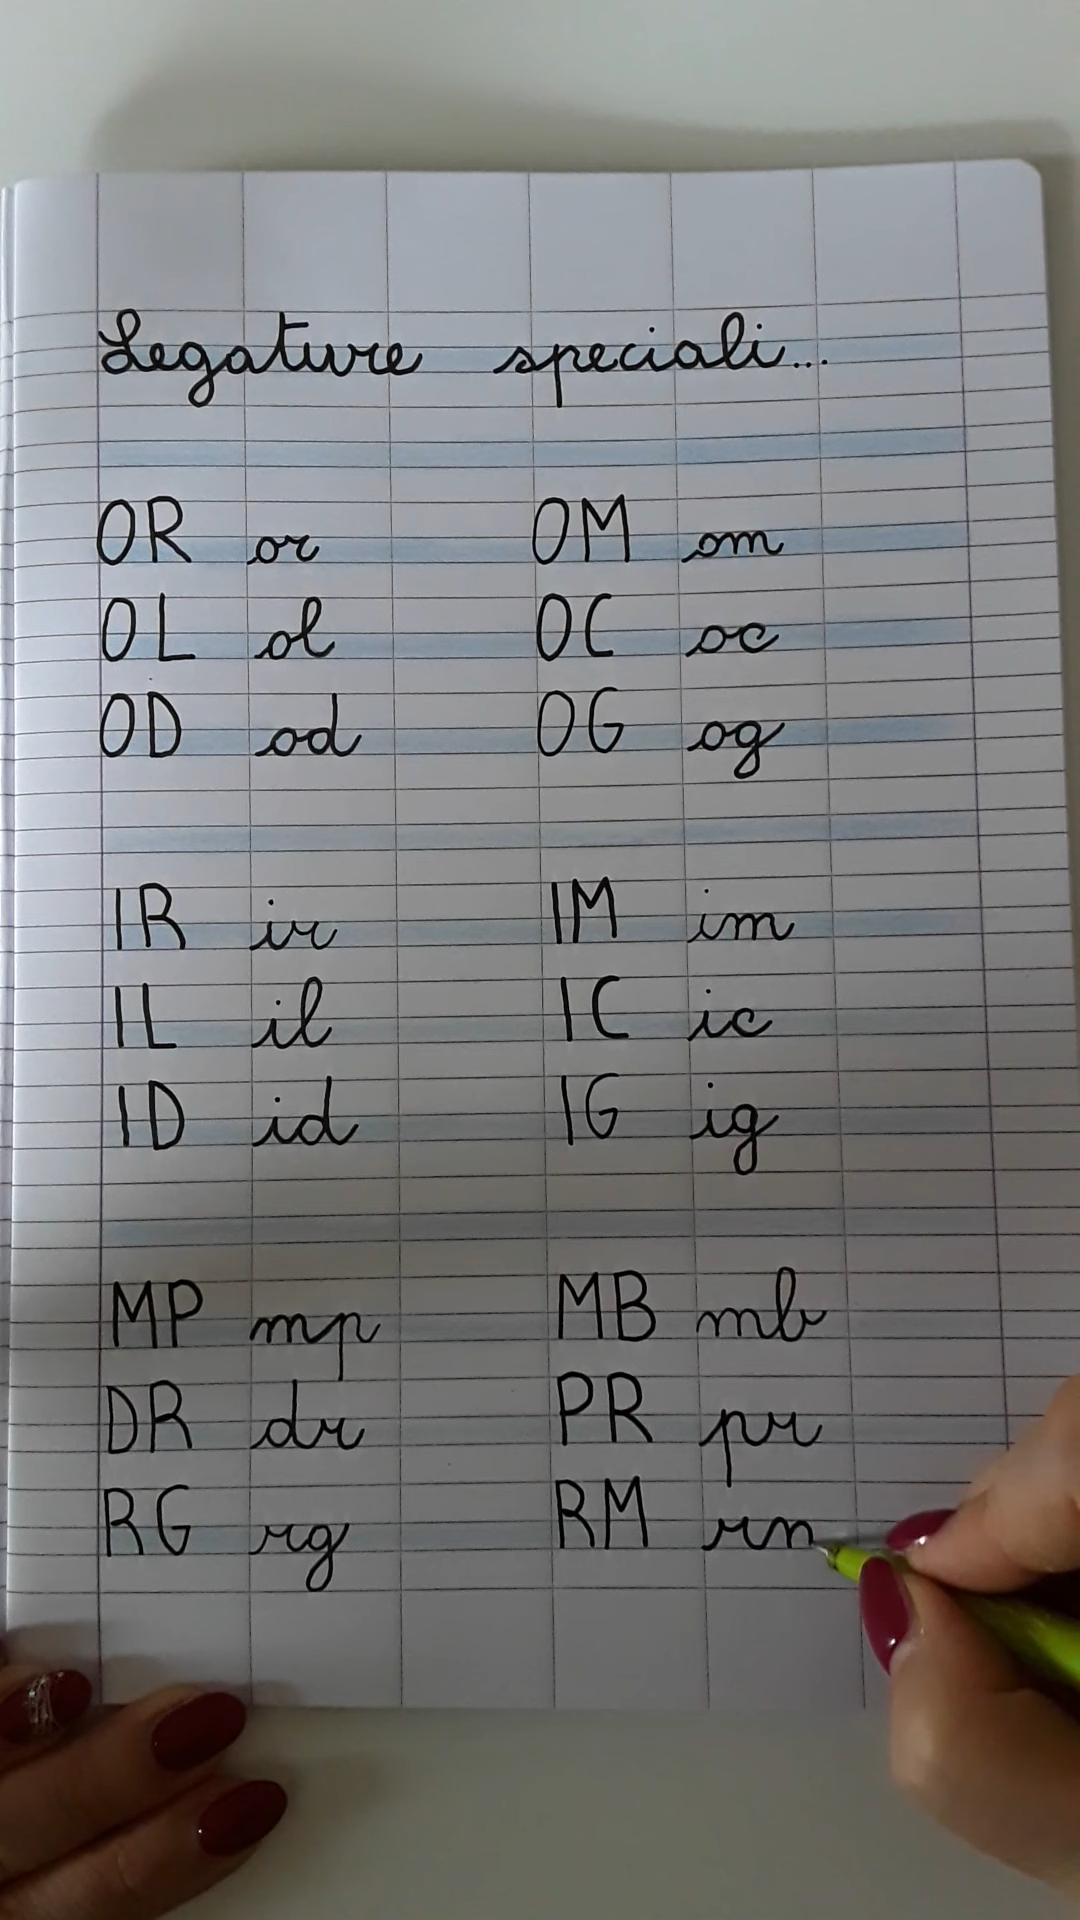 Legature speciali...
OR or OM om
OL ol OC oc
OD od OG og
IR ir IM im
IL il IC ic
ID id IG ig
MP mp MB mb
DR dr PR pr
RG rg RM